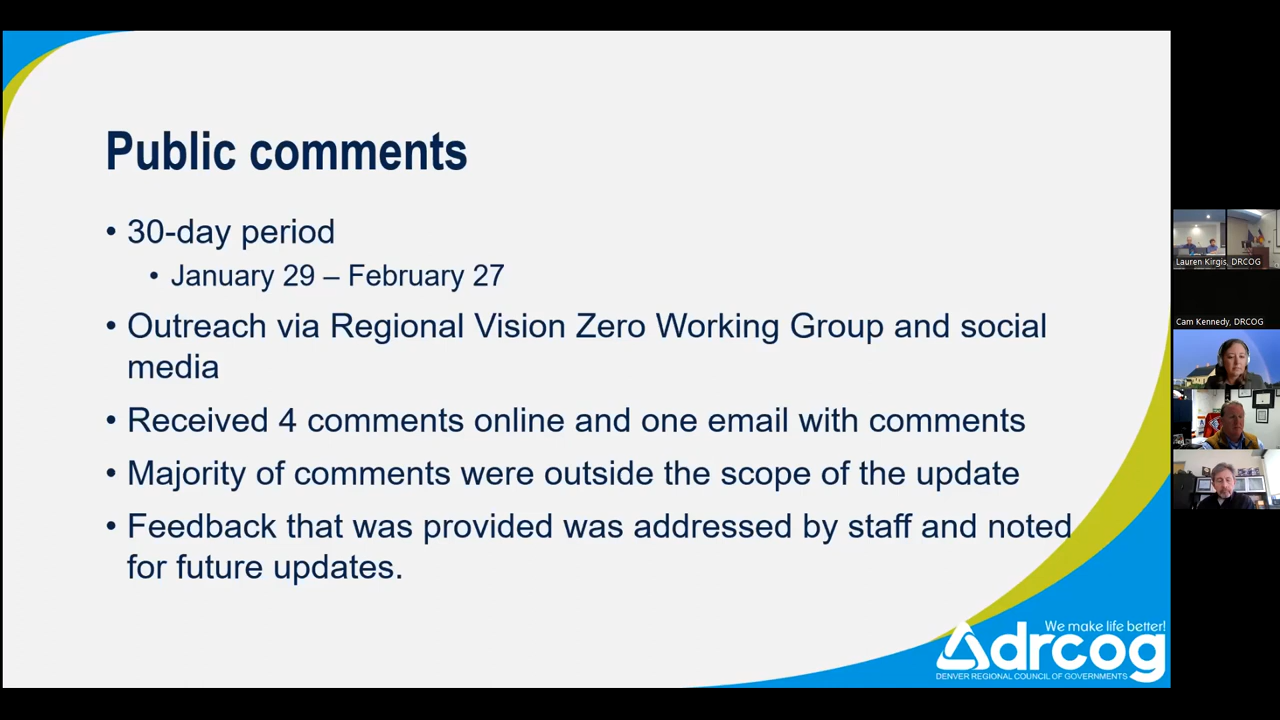 Public comments
• 30-day period
• January 29 – February 27
• Outreach via Regional Vision Zero Working Group and social
media
• Received 4 comments online and one email with comments
• Majority of comments were outside the scope of the update
• Feedback that was provided was addressed by staff and noted
for future updates.
We make life better!
drcog
DENVER REGIONAL COUNCIL OF GOVERNMENTS
Lauren Kirgis, DRCOG
Cam Kennedy, DRCOG